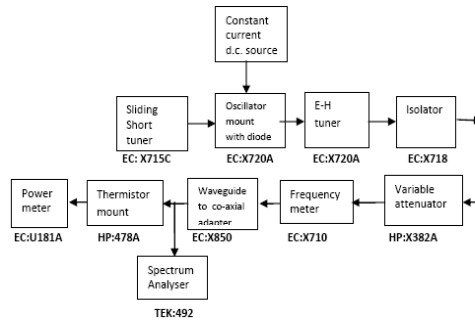 Constant
current
d.c. source
Sliding
Short
tuner
Oscillator
mount
with diode
E-H
tuner
Isolator
EC: X715C
EC:X720A
EC:X720A
EC:X718
Power
meter
Thermistor
mount
Waveguide
to co-axial
adapter
Frequency
meter
Variable
attenuator
EC:U181A
HP:478A
EC:X850
EC:X710
HP:X382A
Spectrum
Analyser
TEK:492